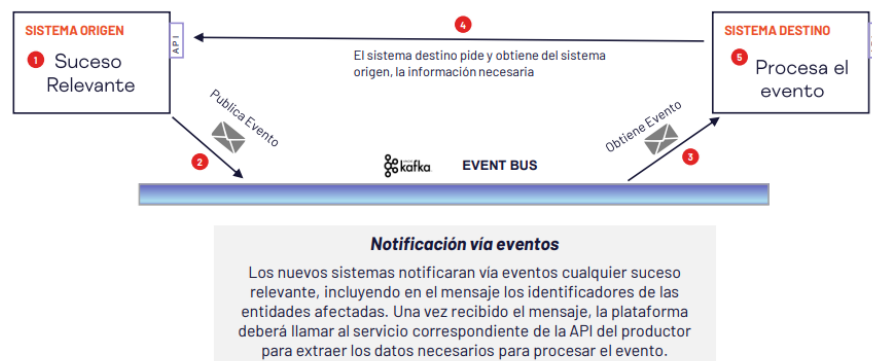 SISTEMA ORIGEN
1 Suceso
Relevante
API
4
El sistema destino pide y obtiene del sistema
origen, la información necesaria
SISTEMA DESTINO
5 Procesa el
evento
Publica Evento
2
Obtiene Evento
3
kafka
EVENT BUS
Notificación vía eventos
Los nuevos sistemas notificaran vía eventos cualquier suceso
relevante, incluyendo en el mensaje los identificadores de las
entidades afectadas. Una vez recibido el mensaje, la plataforma
deberá llamar al servicio correspondiente de la API del productor
para extraer los datos necesarios para procesar el evento.